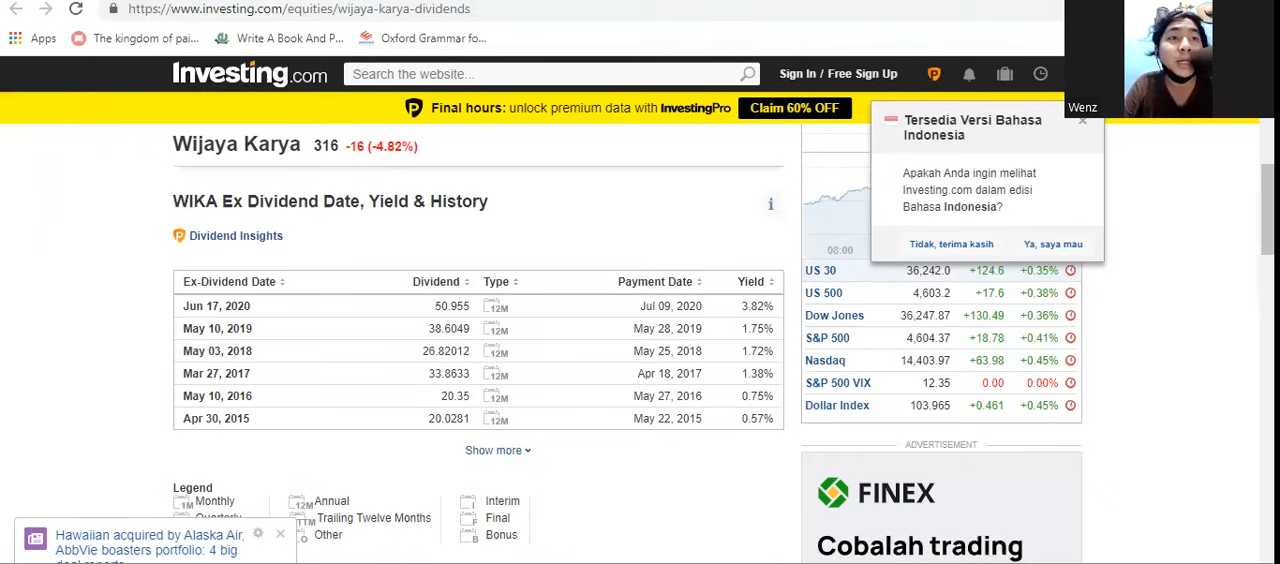 https://www.investing.com/equities/wijaya-karya-dividends
Apps
The kingdom of pai...
Write A Book And P...
Oxford Grammar fo...
Investing.com
Search the website...
Sign In / Free Sign Up
Wenz
Final hours: unlock premium data with InvestingPro
Claim 60% OFF
Tersedia Versi Bahasa
Indonesia
Apakah Anda ingin melihat
Investing.com dalam edisi
Bahasa Indonesia?
Tidak, terima kasih
Ya, saya mau
Wijaya Karya 316 -16 (-4.82%)
WIKA Ex Dividend Date, Yield & History
Dividend Insights
Ex-Dividend Date Dividend Type Payment Date Yield
Jun 17, 2020 50.955 12M Jul 09, 2020 3.82%
May 10, 2019 38.6049 12M May 28, 2019 1.75%
May 03, 2018 26.82012 12M May 25, 2018 1.72%
Mar 27, 2017 33.8633 12M Apr 18, 2017 1.38%
May 10, 2016 20.35 12M May 27, 2016 0.75%
Apr 30, 2015 20.0281 12M May 22, 2015 0.57%
Show more
Legend
1M Monthly
12M Annual
I Interim
Quarterly
TTM Trailing Twelve Months
F Final
O Other
B Bonus
Hawaiian acquired by Alaska Air,
AbbVie boasters portfolio: 4 big
deal reports
08:00
US 30 36,242.0 +124.6 +0.35%
US 500 4,603.2 +17.6 +0.38%
Dow Jones 36,247.87 +130.49 +0.36%
S&P 500 4,604.37 +18.78 +0.41%
Nasdaq 14,403.97 +63.98 +0.45%
S&P 500 VIX 12.35 0.00 0.00%
Dollar Index 103.965 +0.461 +0.45%
ADVERTISEMENT
FINEX
Cobalah trading